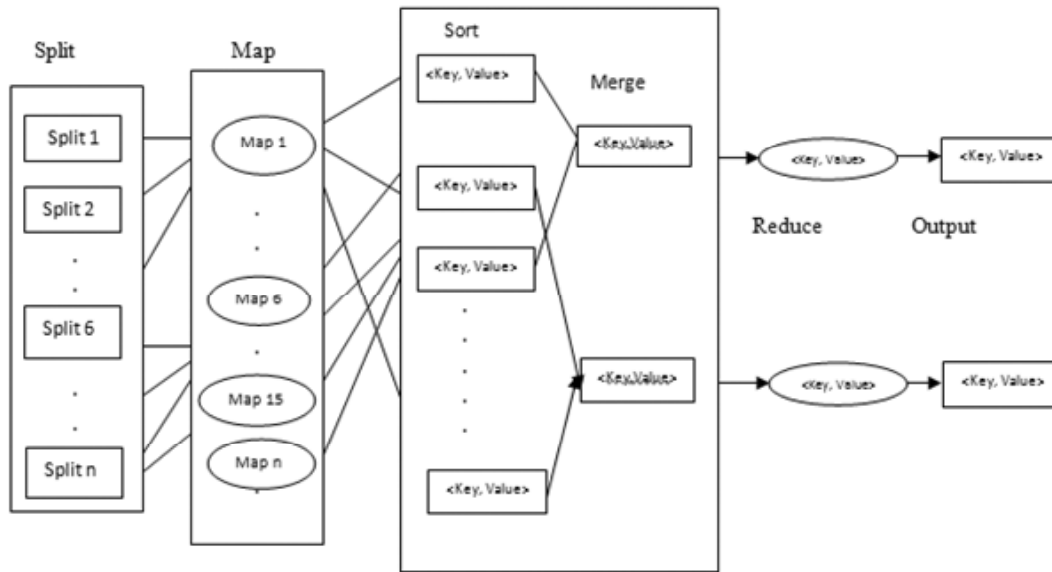 Split
Split 1
Split 2
Split 6
Split n
Map
Map 1
Map 6
Map 15
Map n
Sort
<Key, Value>
<Key, Value>
<Key, Value>
<Key, Value>
Merge
<Key,Value>
<Key,Value>
<Key, Value>
Reduce
<Key, Value>
<Key, Value>
Output
<Key, Value>